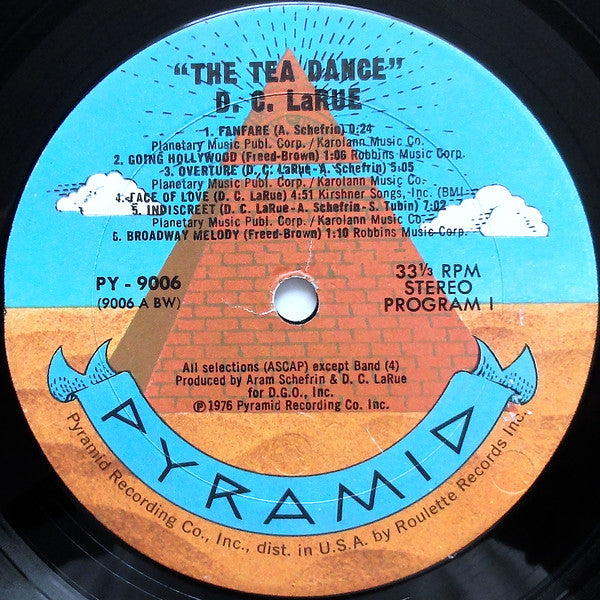 "THE TEA DANCE"
D. C. LaRUE
1. FANFARE (A. Schefrin) 0:24
Planetary Music Publ. Corp. / Karolann Music Co.
2. GOING HOLLYWOOD (Freed-Brown) 1:06 Robbins Music Corp.
3. OVERTURE (D. C. LaRue-A. Schefrin) 5:05
Planetary Music Publ. Corp. / Karolann Music Co.
4. FACE OF LOVE (D. C. LaRue) 4:51 Kirshner Songs, Inc. (BMI)
5. INDISCREET (D. C. LaRue-A. Schefrin-S. Tubin) 7:02
Planetary Music Publ. Corp. / Karolann Music Co.
6. BROADWAY MELODY (Freed-Brown) 1:10 Robbins Music Corp.
PY - 9006
(9006 A BW)
33⅓ RPM
STEREO
PROGRAM I
All selections (ASCAP) except Band (4)
Produced by Aram Schefrin & D. C. LaRue
for D.G.O., Inc.
℗ 1976 Pyramid Recording Co. Inc.
PYRAMID
Pyramid Recording Co., Inc., dist. in U.S.A. by Roulette Records Inc.